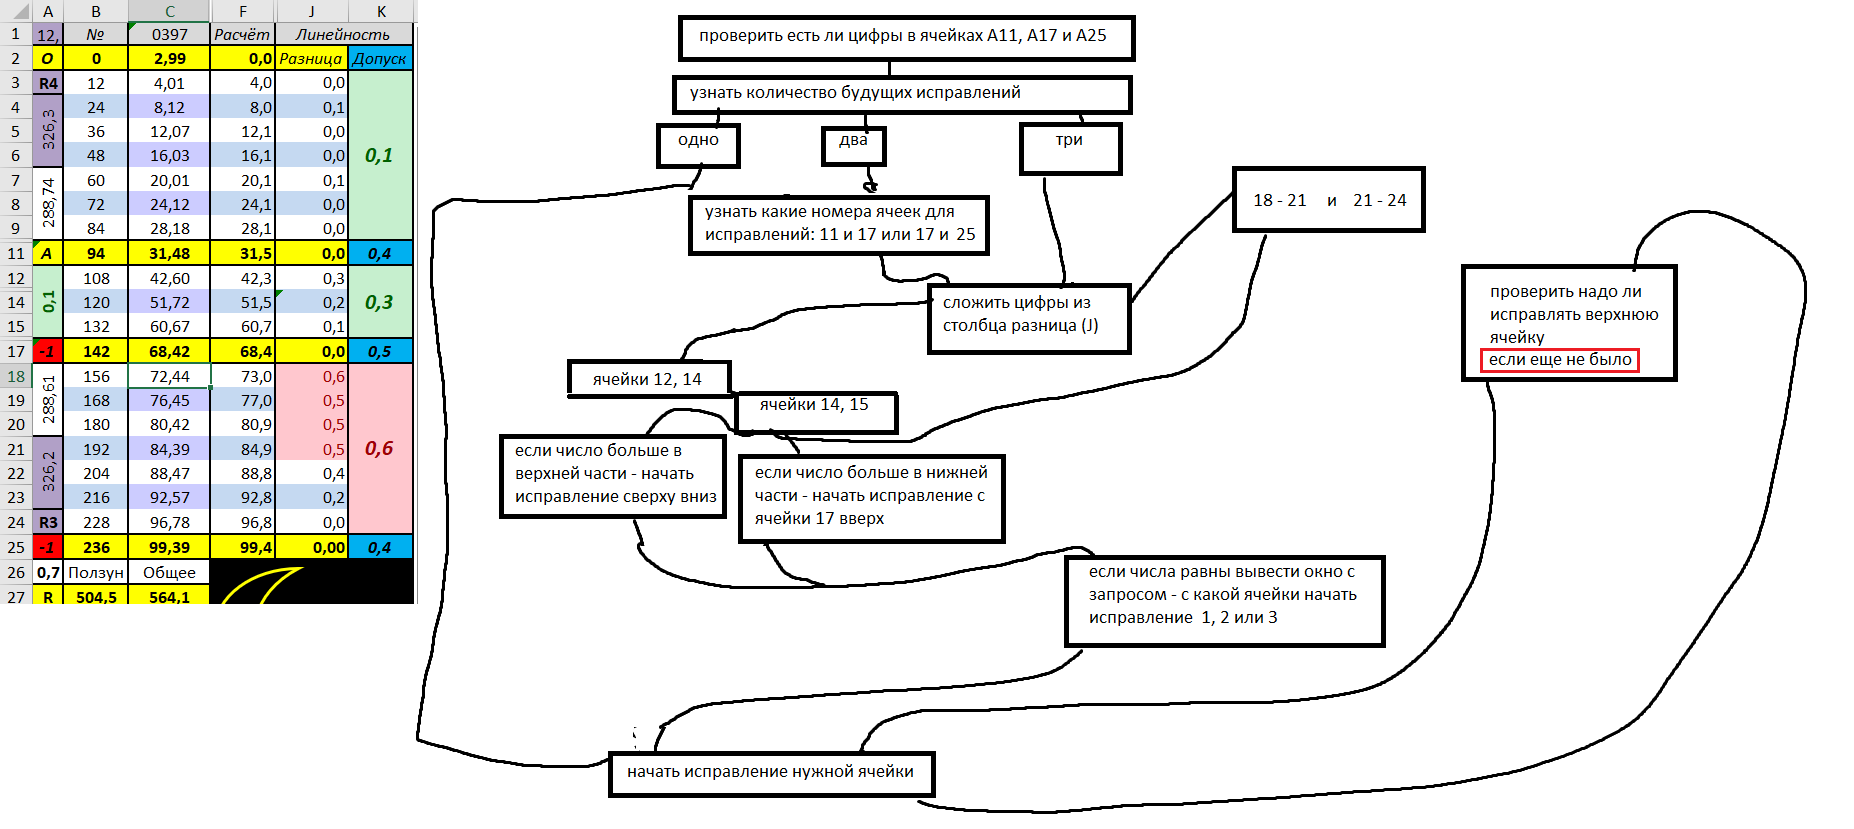 A B C F J K
1 12, № 0397 Расчёт Линейность
2 О 0 2,99 0,0 Разница Допуск
3 R4 12 4,01 4,0 0,0
4 24 8,12 8,0 0,1
5 326,3 36 12,07 12,1 0,0
6 48 16,03 16,1 0,0 0,1
7 60 20,01 20,1 0,1
8 288,74 72 24,12 24,1 0,0
9 84 28,18 28,1 0,0
11 А 94 31,48 31,5 0,0 0,4
12 108 42,60 42,3 0,3
14 0,1 120 51,72 51,5 0,2 0,3
15 132 60,67 60,7 0,1
17 -1 142 68,42 68,4 0,0 0,5
18 156 72,44 73,0 0,6
19 288,61 168 76,45 77,0 0,5
20 180 80,42 80,9 0,5
21 192 84,39 84,9 0,5 0,6
22 326,2 204 88,47 88,8 0,4
23 216 92,57 92,8 0,2
24 R3 228 96,78 96,8 0,0
25 -1 236 99,39 99,4 0,00 0,4
26 0,7 Ползун Общее
27 R 504,5 564,1
проверить есть ли цифры в ячейках А11, А17 и А25
узнать количество будущих исправлений
одно
два
три
узнать какие номера ячеек для
исправлений: 11 и 17 или 17 и 25
18 - 21 и 21 - 24
сложить цифры из
столбца разница (J)
проверить надо ли
исправлять верхнюю
ячейку
если еще не было
ячейки 12, 14
ячейки 14, 15
если число больше в
верхней части - начать
исправление сверху вниз
если число больше в нижней
части - начать исправление с
ячейки 17 вверх
если числа равны вывести окно с
запросом - с какой ячейки начать
исправление 1, 2 или 3
начать исправление нужной ячейки